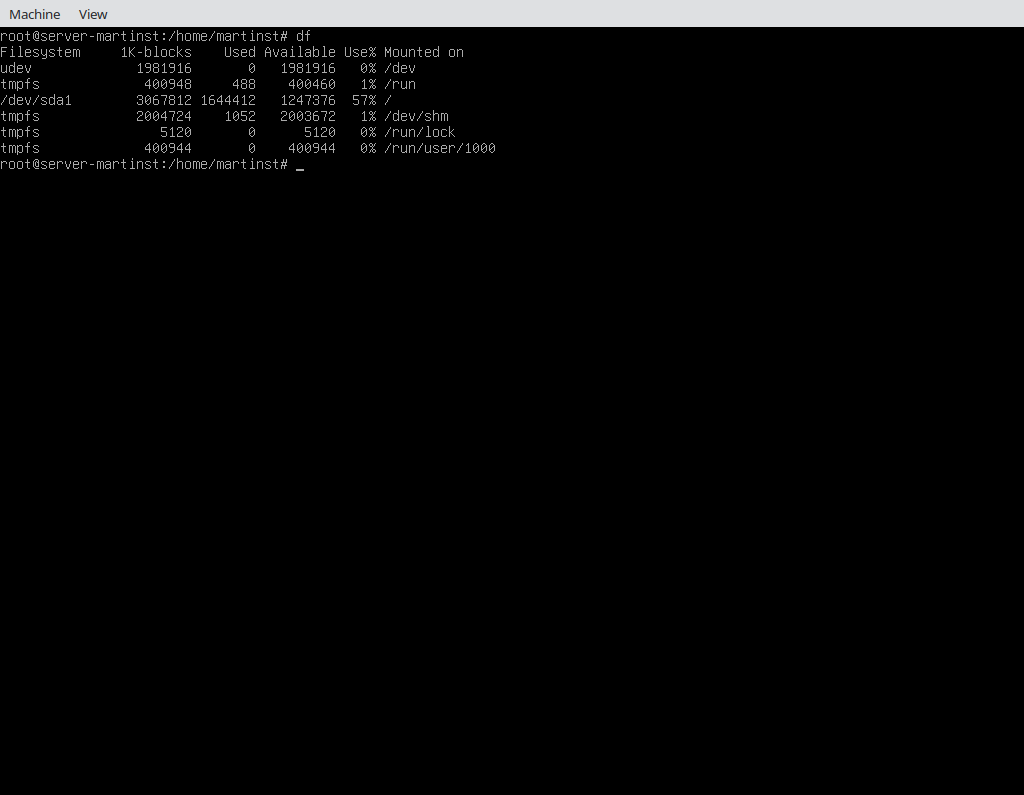 Machine View
root@server-martinst:/home/martinst# df
Filesystem     1K-blocks    Used Available Use% Mounted on
udev             1981916       0   1981916   0% /dev
tmpfs             400948     488    400460   1% /run
/dev/sda1        3067812 1644412   1247376  57% /
tmpfs            2004724    1052   2003672   1% /dev/shm
tmpfs               5120       0      5120   0% /run/lock
tmpfs             400944       0    400944   0% /run/user/1000
root@server-martinst:/home/martinst# _